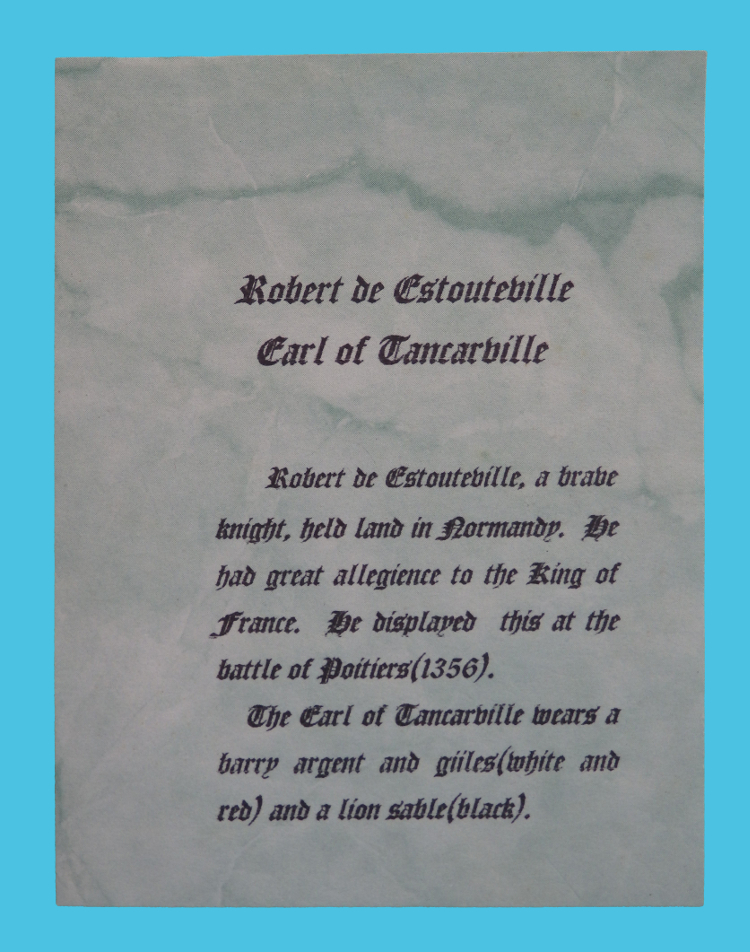 Robert de Estouteville
Earl of Tancarville
Robert de Estouteville, a brave
knight, held land in Normandy. He
had great allegience to the King of
France. He displayed this at the
battle of Poitiers(1356).
The Earl of Tancarville wears a
barry argent and giiles(white and
red) and a lion sable(black).